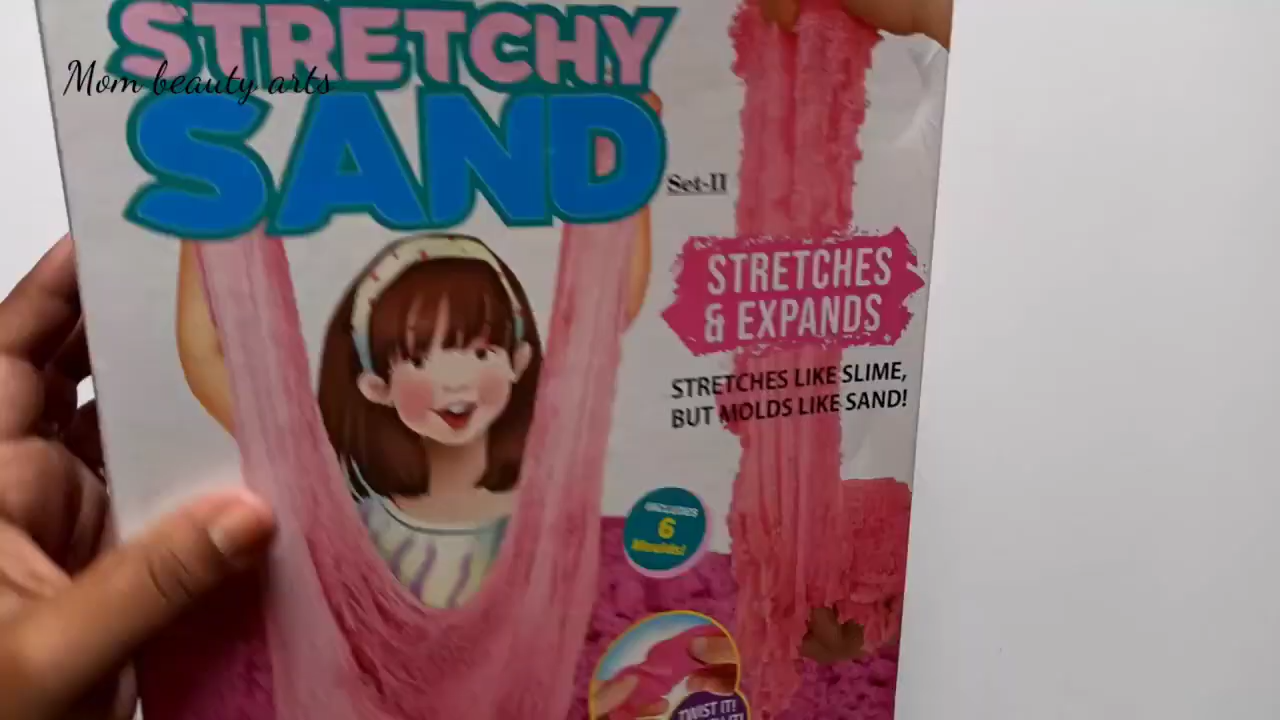 STRETCHY
Mom beauty arts
SAND
Set-II
STRETCHES
& EXPANDS
STRETCHES LIKE SLIME,
BUT MOLDS LIKE SAND!
INCLUDES
6
Moulds!
TWIST IT!